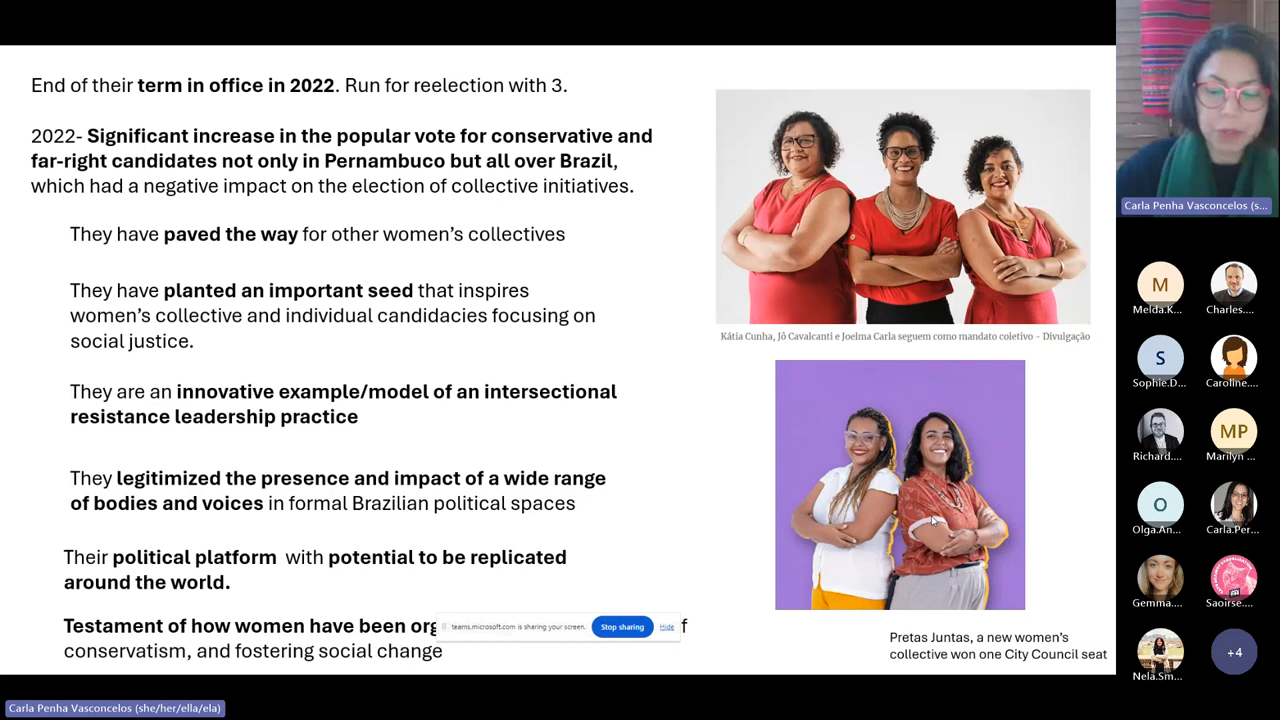 End of their term in office in 2022. Run for reelection with 3.
2022- Significant increase in the popular vote for conservative and
far-right candidates not only in Pernambuco but all over Brazil,
which had a negative impact on the election of collective initiatives.
They have paved the way for other women’s collectives
They have planted an important seed that inspires
women’s collective and individual candidacies focusing on
social justice.
They are an innovative example/model of an intersectional
resistance leadership practice
They legitimized the presence and impact of a wide range
of bodies and voices in formal Brazilian political spaces
Their political platform with potential to be replicated
around the world.
Testament of how women have been org
f
conservatism, and fostering social change
teams.microsoft.com is sharing your screen.
Stop sharing
Hide
Kátia Cunha, Jô Cavalcanti e Joelma Carla seguem como mandato coletivo - Divulgação
Pretas Juntas, a new women’s
collective won one City Council seat
Carla Penha Vasconcelos (s...
M
Melda.K...
Charles....
S
Sophie.D...
Caroline....
Richard....
MP
Marilyn ...
O
Olga.An...
Carla.Per...
Gemma....
Saoirse....
Nela.Sm...
+4
Carla Penha Vasconcelos (she/her/ella/ela)